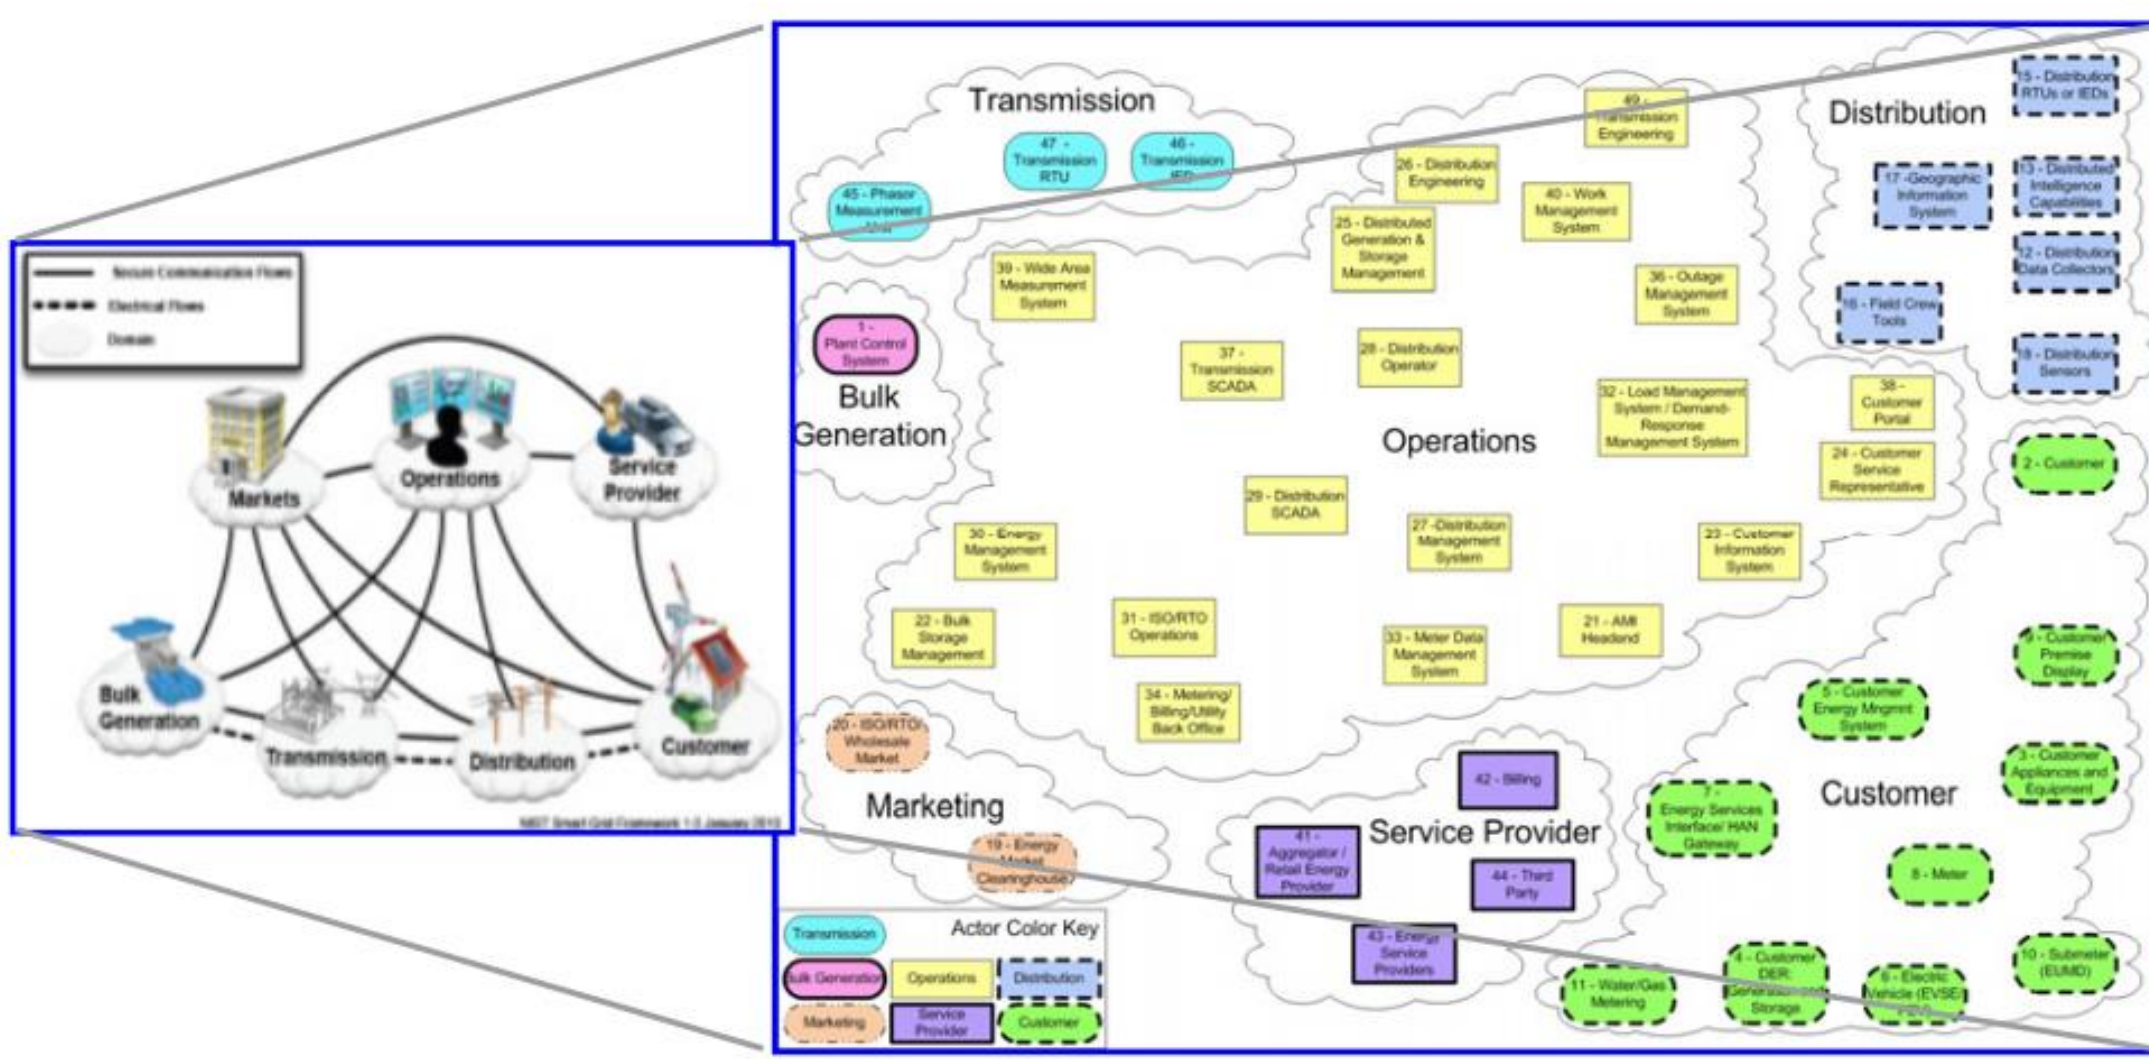 Secure Communication Flows
Electrical Flows
Domain
Markets
Operations
Service
Provider
Bulk
Generation
Transmission
Distribution
Customer
NIST Smart Grid Framework 1.0 January 2010
Transmission
47 -
Transmission
RTU
46 -
Transmission
IED
45 - Phasor
Measurement
Unit
1 -
Plant Control
System
Bulk
Generation
49 -
Transmission
Engineering
26 - Distribution
Engineering
40 - Work
Management
System
25 - Distributed
Generation &
Storage
Management
39 - Wide Area
Measurement
System
36 - Outage
Management
System
37 -
Transmission
SCADA
28 - Distribution
Operator
32 - Load Management
System / Demand-
Response
Management System
38 -
Customer
Portal
24 - Customer
Service
Representative
Operations
29 - Distribution
SCADA
27 -Distribution
Management
System
23 - Customer
Information
System
30 - Energy
Management
System
22 - Bulk
Storage
Management
31 - ISO/RTO
Operations
33 - Meter Data
Management
System
21 - AMI
Headend
34 - Metering/
Billing/Utility
Back Office
Distribution
15 - Distribution
RTUs or IEDs
17 -Geographic
Information
System
13 - Distributed
Intelligence
Capabilities
12 - Distribution
Data Collectors
16 - Field Crew
Tools
18 - Distribution
Sensors
2 - Customer
9 - Customer
Premise
Display
5 - Customer
Energy Mngmnt
System
3 - Customer
Appliances and
Equipment
Customer
7 -
Energy Services
Interface/ HAN
Gateway
8 - Meter
10 - Submeter
(EUMD)
4 - Customer
DER:
Generation and
Storage
6 - Electric
Vehicle (EVSE/
11 - Water/Gas
Metering
20 - ISO/RTO/
Wholesale
Market
Marketing
19 - Energy
Market
Clearinghouse
42 - Billing
Service Provider
41 -
Aggregator /
Retail Energy
Provider
44 - Third
Party
43 - Energy
Service
Providers
Actor Color Key
Transmission
Bulk Generation
Operations
Distribution
Marketing
Service
Provider
Customer